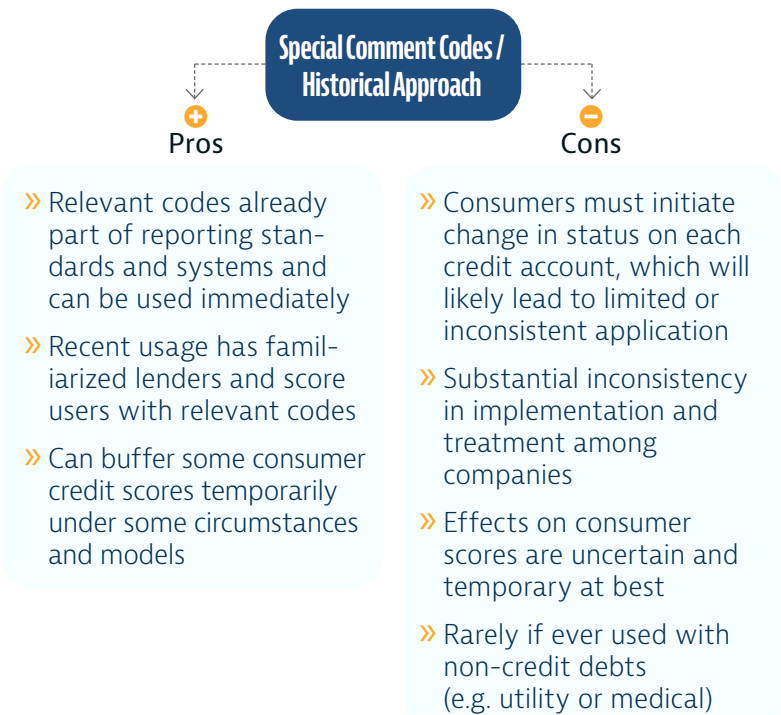 Special Comment Codes /
Historical Approach
Pros
» Relevant codes already
part of reporting stan-
dards and systems and
can be used immediately
» Recent usage has famil-
iarized lenders and score
users with relevant codes
» Can buffer some consumer
credit scores temporarily
under some circumstances
and models
Cons
» Consumers must initiate
change in status on each
credit account, which will
likely lead to limited or
inconsistent application
» Substantial inconsistency
in implementation and
treatment among
companies
» Effects on consumer
scores are uncertain and
temporary at best
» Rarely if ever used with
non-credit debts
(e.g. utility or medical)